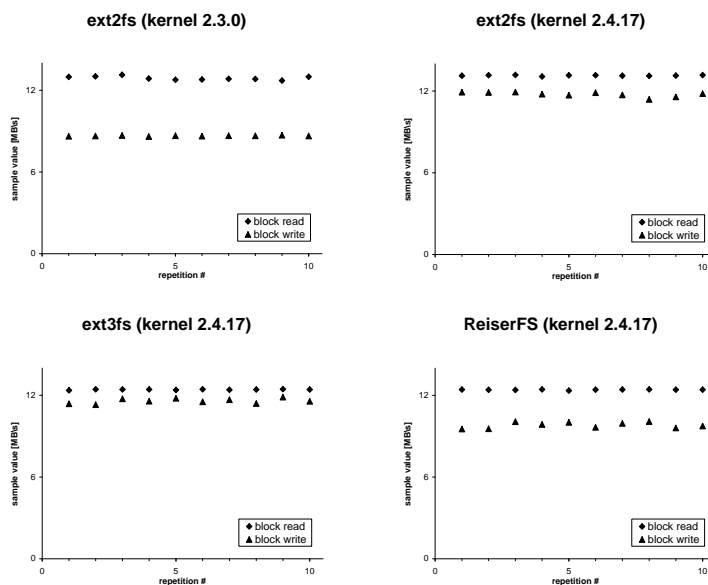 ext2fs (kernel 2.3.0)
sample value [MB\s]
12
6
0
0
5
10
repetition #
block read
block write
ext2fs (kernel 2.4.17)
sample value [MB\s]
12
6
0
0
5
10
repetition #
block read
block write
ext3fs (kernel 2.4.17)
sample value [MB\s]
12
6
0
0
5
10
repetition #
block read
block write
ReiserFS (kernel 2.4.17)
sample value [MB\s]
12
6
0
0
5
10
repetition #
block read
block write